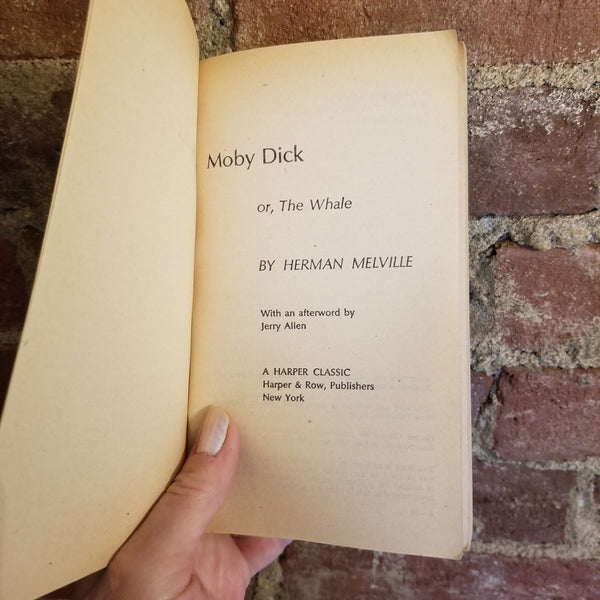 Moby Dick
or, The Whale
BY HERMAN MELVILLE
With an afterword by
Jerry Allen
A HARPER CLASSIC
Harper & Row, Publishers
New York